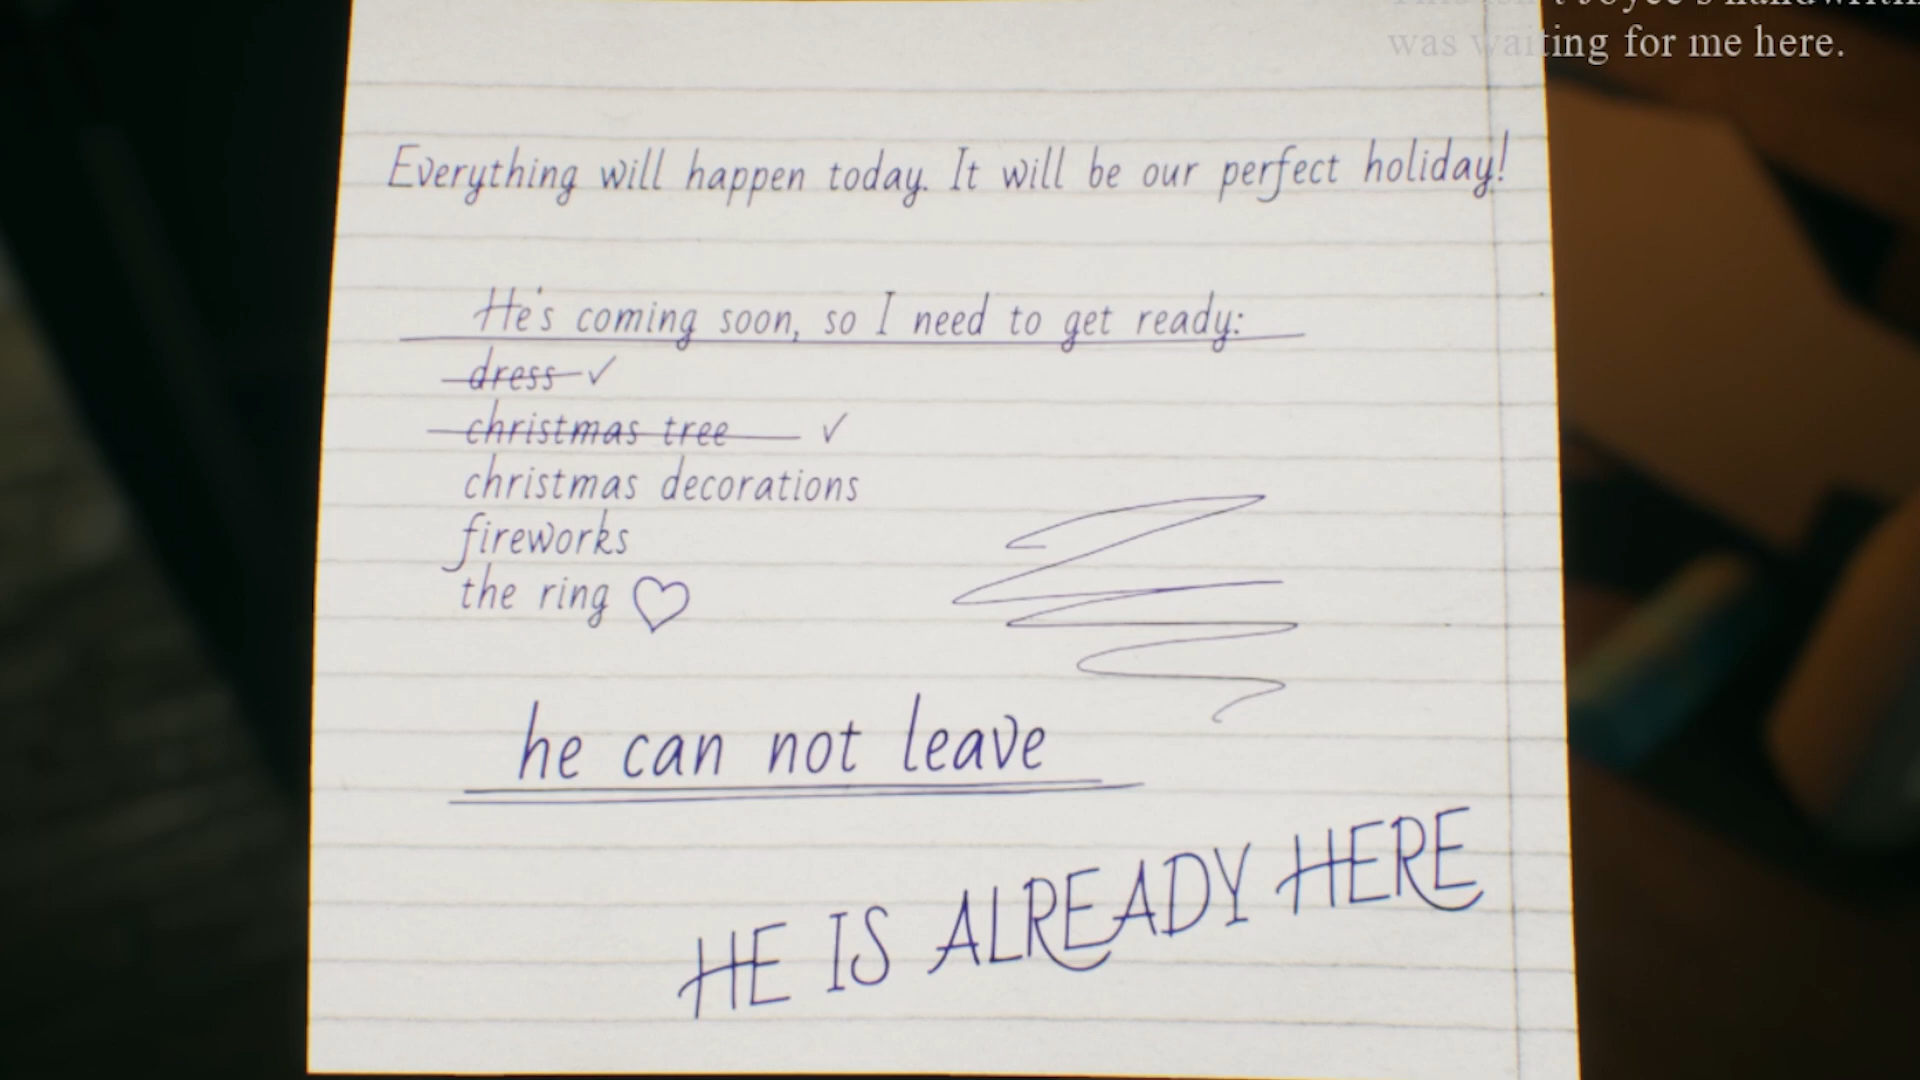 Joyce's
was waiting for me here.
Everything will happen today. It will be our perfect holiday!
He's coming soon, so I need to get ready:
dress ✓
christmas tree ✓
christmas decorations
fireworks
the ring ♡
he can not leave
HE IS ALREADY HERE